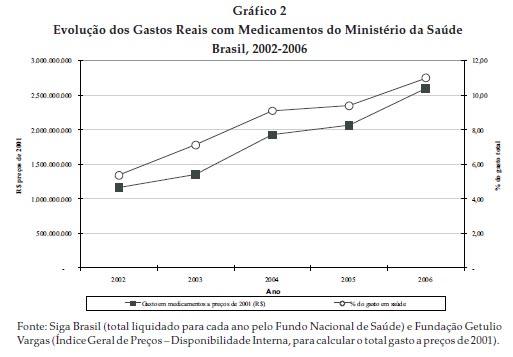 Gráfico 2
Evolução dos Gastos Reais com Medicamentos do Ministério da Saúde
Brasil, 2002-2006
3.000.000.000
2.500.000.000
2.000.000.000
1.500.000.000
1.000.000.000
500.000.000
-
R$ preços de 2001
12,00
10,00
8,00
6,00
4,00
2,00
-
% do gasto total
2002 2003 2004 2005 2006
Ano
Gasto em medicamentos a preços de 2001 (R$) % do gasto em saúde
Fonte: Siga Brasil (total liquidado para cada ano pelo Fundo Nacional de Saúde) e Fundação Getulio
Vargas (Índice Geral de Preços – Disponibilidade Interna, para calcular o total gasto a preços de 2001).